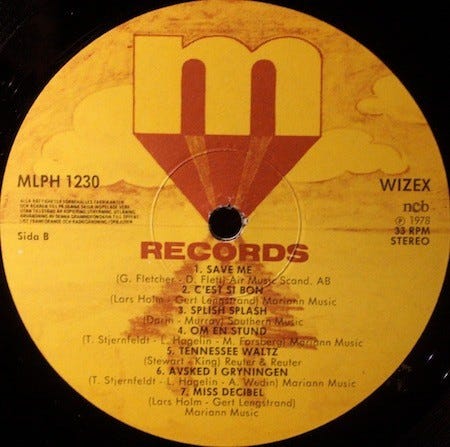 m
MLPH 1230
WIZEX
ncb
Ⓟ 1978
Sida B
33 RPM
STEREO
RECORDS
1. SAVE ME
(G. Fletcher - D. Flett) Air Music Scand. AB
2. C'EST SI BON
(Lars Holm - Gert Lengstrand) Mariann Music
3. SPLISH SPLASH
(Darin - Murray) Southern Music
4. OM EN STUND
(T. Stjernfeldt - L. Hagelin - M. Forsberg) Mariann Music
5. TENNESSEE WALTZ
(Stewart - King) Reuter & Reuter
6. AVSKED I GRYNINGEN
(T. Stjernfeldt - L. Hagelin - A. Wedin) Mariann Music
7. MISS DECIBEL
(Lars Holm - Gert Lengstrand)
Mariann Music